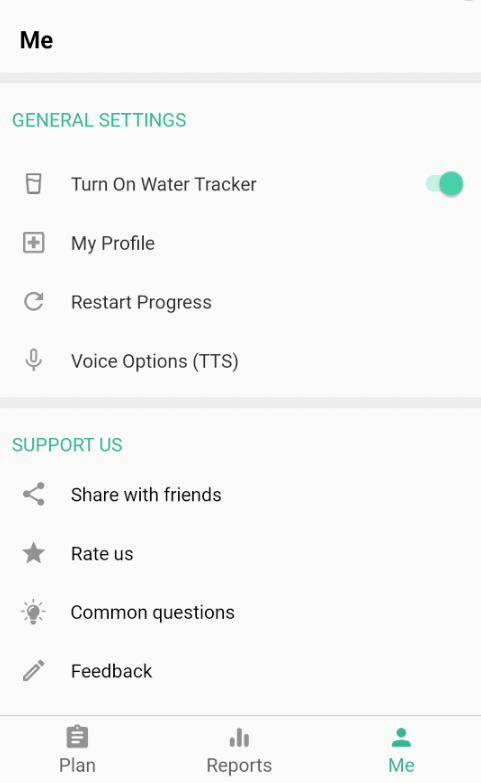 Me
GENERAL SETTINGS
Turn On Water Tracker
My Profile
Restart Progress
Voice Options (TTS)
SUPPORT US
Share with friends
Rate us
Common questions
Feedback
Plan Reports Me